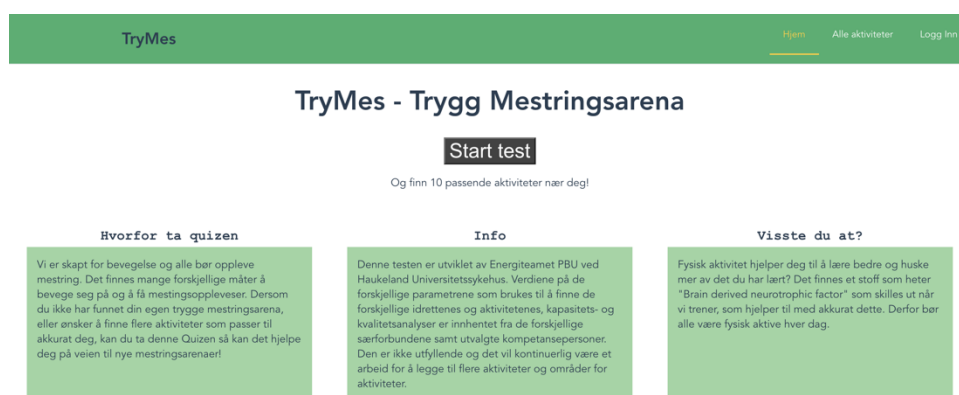 TryMes
Hjem Alle aktiviteter Logg Inn
TryMes - Trygg Mestringsarena
Start test
Og finn 10 passende aktiviteter nær deg!
Hvorfor ta quizen
Vi er skapt for bevegelse og alle bør oppleve
mestring. Det finnes mange forskjellige måter å
bevege seg på og å få mestingsoppleveser. Dersom
du ikke har funnet din egen trygge mestringsarena,
eller ønsker å finne flere aktiviteter som passer til
akkurat deg, kan du ta denne Quizen så kan det hjelpe
deg på veien til nye mestringsarenaer!
Info
Denne testen er utviklet av Energiteamet PBU ved
Haukeland Universitetssykehus. Verdiene på de
forskjellige parametrene som brukes til å finne de
forskjellige idrettenes og aktivitetenes, kapasitets- og
kvalitetsanalyser er innhentet fra de forskjellige
særforbundene samt utvalgte kompetansepersoner.
Den er ikke utfyllende og det vil kontinuerlig være et
arbeid for å legge til flere aktiviteter og områder for
aktiviteter.
Visste du at?
Fysisk aktivitet hjelper deg til å lære bedre og huske
mer av det du har lært? Det finnes et stoff som heter
"Brain derived neurotrophic factor" som skilles ut når
vi trener, som hjelper til med akkurat dette. Derfor bør
alle være fysisk aktive hver dag.